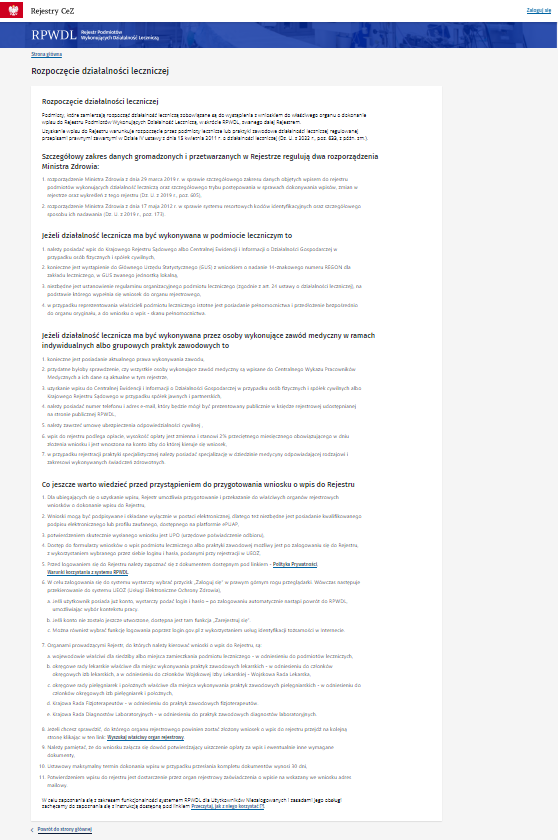 Rejestry CeZ
Zaloguj się
RPWDL
Rejestr Podmiotów
Wykonujących Działalność Leczniczą
Strona główna
Rozpoczęcie działalności leczniczej
Rozpoczęcie działalności leczniczej
Podmioty, które zamierzają rozpocząć działalność leczniczą zobowiązane są do wystąpienia z wnioskiem do właściwego organu o dokonanie
wpisu do Rejestru Podmiotów Wykonujących Działalność Leczniczą, w skrócie RPWDL, zwanego dalej Rejestrem.
Uzyskanie wpisu do Rejestru warunkuje rozpoczęcie przez podmioty lecznicze lub praktyki zawodowe działalności leczniczej regulowanej
przepisami prawnymi zawartymi w Dziale IV ustawy z dnia 15 kwietnia 2011 r. o działalności leczniczej (Dz. U. z 2023 r., poz. 633, z późn. zm.).
Szczegółowy zakres danych gromadzonych i przetwarzanych w Rejestrze regulują dwa rozporządzenia
Ministra Zdrowia:
1. rozporządzenie Ministra Zdrowia z dnia 29 marca 2019 r. w sprawie szczegółowego zakresu danych objętych wpisem do rejestru
podmiotów wykonujących działalność leczniczą oraz szczegółowego trybu postępowania w sprawach dokonywania wpisów, zmian w
rejestrze oraz wykreśleń z tego rejestru (Dz. U. z 2019 r., poz. 605),
2. rozporządzenie Ministra Zdrowia z dnia 17 maja 2012 r. w sprawie systemu resortowych kodów identyfikacyjnych oraz szczegółowego
sposobu ich nadawania (Dz. U. z 2019 r., poz. 173).
Jeżeli działalność lecznicza ma być wykonywana w podmiocie leczniczym to
1. należy posiadać wpis do Krajowego Rejestru Sądowego albo Centralnej Ewidencji i Informacji o Działalności Gospodarczej w
przypadku osób fizycznych i spółek cywilnych,
2. konieczne jest wystąpienie do Głównego Urzędu Statystycznego (GUS) z wnioskiem o nadanie 14-znakowego numeru REGON dla
zakładu leczniczego, w GUS zwanego jednostką lokalną,
3. niezbędne jest ustanowienie regulaminu organizacyjnego podmiotu leczniczego (zgodnie z art. 24 ustawy o działalności leczniczej), na
podstawie którego wypełnia się wniosek do organu rejestrowego,
4. w przypadku reprezentowania właścicieli podmiotu leczniczego istotne jest posiadanie pełnomocnictwa i przedłożenie bezpośrednio
do organu oryginału, a do wniosku o wpis - skanu pełnomocnictwa.
Jeżeli działalność lecznicza ma być wykonywana przez osoby wykonujące zawód medyczny w ramach
indywidualnych albo grupowych praktyk zawodowych to
1. konieczne jest posiadanie aktualnego prawa wykonywania zawodu,
2. przydatne byłoby sprawdzenie, czy wszystkie osoby wykonujące zawód medyczny są wpisane do Centralnego Wykazu Pracowników
Medycznych a ich dane są aktualne w tym rejestrze,
3. uzyskanie wpisu do Centralnej Ewidencji i Informacji o Działalności Gospodarczej w przypadku osób fizycznych i spółek cywilnych albo
Krajowego Rejestru Sądowego w przypadku spółek jawnych i partnerskich,
4. należy posiadać numer telefonu i adres e-mail, który będzie mógł być prezentowany publicznie w księdze rejestrowej udostępnianej
na stronie publicznej RPWDL,
5. należy zawrzeć umowę ubezpieczenia odpowiedzialności cywilnej,
6. wpis do rejestru podlega opłacie, wysokość opłaty jest zmienna i stanowi 2% przeciętnego miesięcznego obowiązującego w dniu
złożenia wniosku i jest wnoszona na konto izby do której kieruje się wniosek,
7. w przypadku rejestracji praktyki specjalistycznej należy posiadać specjalizację w dziedzinie medycyny odpowiadającej rodzajowi i
zakresowi wykonywanych świadczeń zdrowotnych.
Co jeszcze warto wiedzieć przed przystąpieniem do przygotowania wniosku o wpis do Rejestru
1. Dla ubiegających się o uzyskanie wpisu, Rejestr umożliwia przygotowanie i przekazanie do właściwych organów rejestrowych
wniosków o dokonanie wpisu do Rejestru,
2. Wnioski mogą być podpisywane i składane wyłącznie w postaci elektronicznej, dlatego też niezbędne jest posiadanie kwalifikowanego
podpisu elektronicznego lub profilu zaufanego, dostępnego na platformie ePUAP,
3. potwierdzeniem skutecznie wysłanego wniosku jest UPO (urzędowe poświadczenie odbioru),
4. Dostęp do formularzy wniosków o wpis podmiotu leczniczego albo praktyki zawodowej możliwy jest po zalogowaniu się do Rejestru,
z wykorzystaniem wybranego przez siebie loginu i hasła, podanymi przy rejestracji w UEOZ,
5. Przed logowaniem się do Rejestru należy zapoznać się z dokumentem dostępnym pod linkiem: - Polityka Prywatności
Warunki korzystania z systemu RPWDL
6. W celu zalogowania się do systemu wystarczy wybrać przycisk „Zaloguj się” w prawym górnym rogu przeglądarki. Wówczas następuje
przekierowanie do systemu UEOZ (Usługi Elektroniczne Ochrony Zdrowia),
a. Jeśli użytkownik posiada już konto, wystarczy podać login i hasło – po zalogowaniu automatycznie nastąpi powrót do RPWDL,
umożliwiając wybór kontekstu pracy.
b. Jeśli konto nie zostało jeszcze utworzone, dostępna jest tam funkcja „Zarejestruj się”.
c. Można również wybrać funkcję logowania poprzez login.gov.pl z wykorzystaniem usług identyfikacji tożsamości w Internecie.
7. Organami prowadzącymi Rejestr, do których należy kierować wnioski o wpis do Rejestru, są:
a. wojewodowie właściwi dla siedziby albo miejsca zamieszkania podmiotu leczniczego - w odniesieniu do podmiotów leczniczych,
b. okręgowe rady lekarskie właściwe dla miejsc wykonywania praktyk zawodowych lekarskich - w odniesieniu do członków
okręgowych izb lekarskich, a w odniesieniu do członków Wojskowej Izby Lekarskiej - Wojskowa Rada Lekarska,
c. okręgowe rady pielęgniarek i położnych właściwe dla miejsca wykonywania praktyk zawodowych pielęgniarskich - w odniesieniu do
członków okręgowych izb pielęgniarek i położnych,
d. Krajowa Rada Fizjoterapeutów - w odniesieniu do praktyk zawodowych fizjoterapeutów.
e. Krajowa Rada Diagnostów Laboratoryjnych - w odniesieniu do praktyk zawodowych diagnostów laboratoryjnych.
8. Jeżeli chcesz sprawdzić, do którego organu rejestrowego powinien zostać złożony wniosek o wpis do rejestru przejdź na kolejną
stronę klikając w ten link: Wyszukaj właściwy organ rejestrowy
9. Należy pamiętać, że do wniosku załącza się dowód potwierdzający uiszczenie opłaty za wpis i ewentualnie inne wymagane
dokumenty.
10. Ustawowy maksymalny termin dokonania wpisu w przypadku przesłania kompletu dokumentów wynosi 30 dni.
11. Potwierdzeniem wpisu do rejestru jest dostarczenie przez organ rejestrowy zaświadczenia o wpisie na wskazany we wniosku adres
mailowy.
W celu zapoznania się z zakresem funkcjonalności systemem RPWDL dla Użytkowników Niezalogowanych i zasadami jego obsługi
zachęcamy do zapoznania się z instrukcją dostępną pod linkiem Przeczytaj, jak z niego korzystać?!.
Powrót do strony głównej